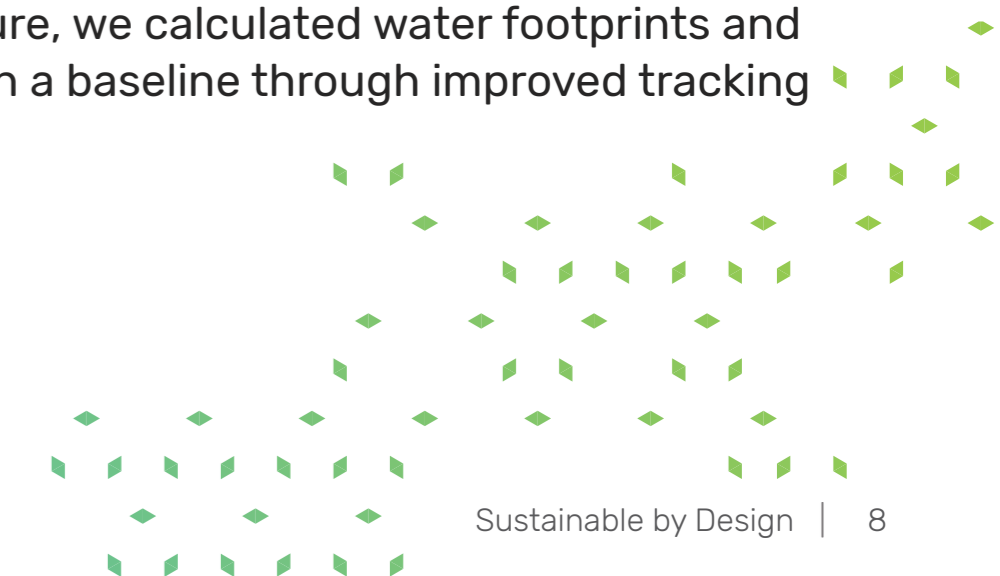 ure, we calculated water footprints and
a baseline through improved tracking
Sustainable by Design | 8